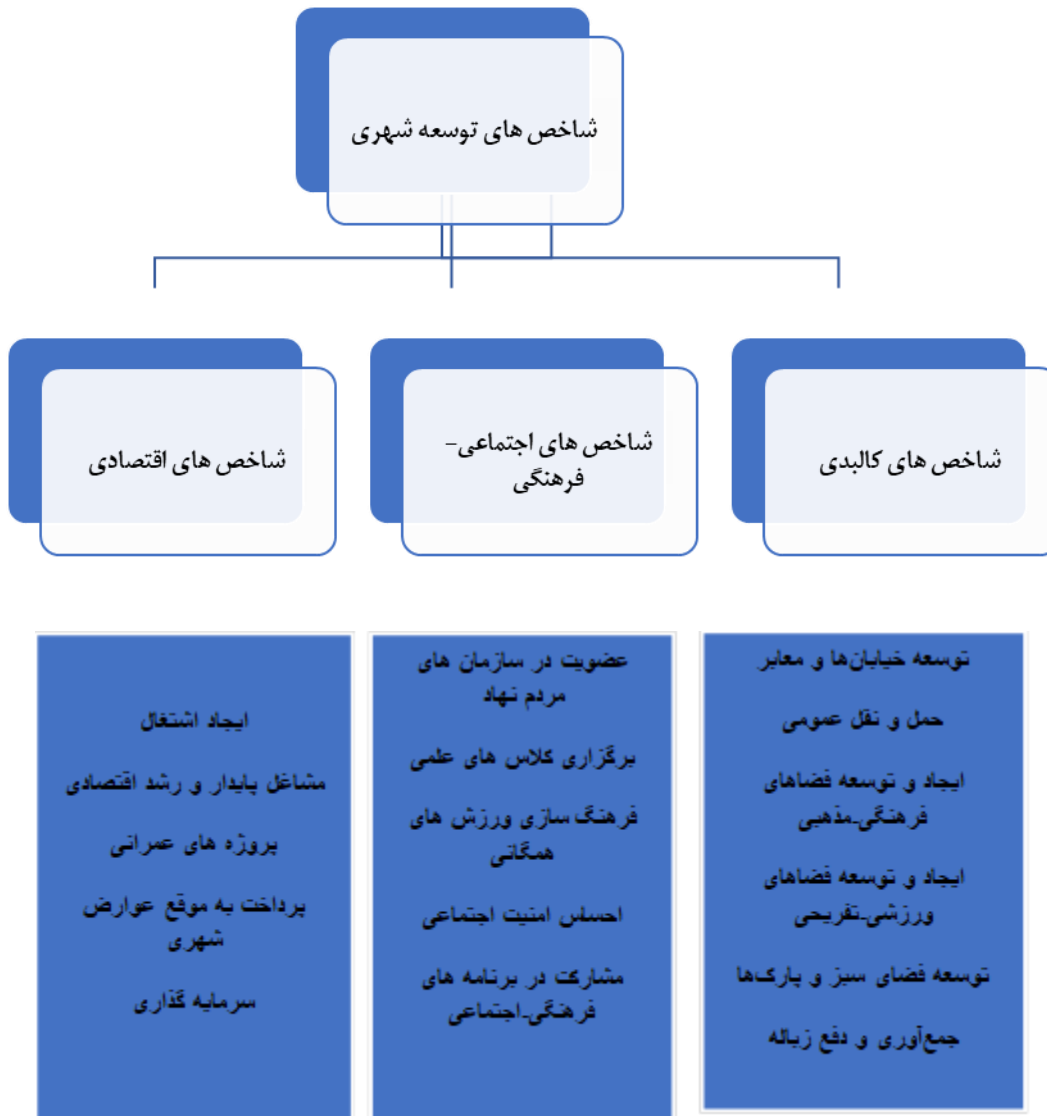 شاخص های توسعه شهری
شاخص های کالبدی
شاخص های اجتماعی-
فرهنگی
شاخص های اقتصادی
توسعه خیابان‌ها و معابر
حمل و نقل عمومی
ایجاد و توسعه فضاهای
فرهنگی-مذهبی
ایجاد و توسعه فضاهای
ورزشی-تفریحی
توسعه فضای سبز و پارک‌ها
جمع‌آوری و دفع زباله
عضویت در سازمان های
مردم نهاد
برگزاری کلاس های علمی
فرهنگ سازی ورزش های
همگانی
احساس امنیت اجتماعی
مشارکت در برنامه های
فرهنگی-اجتماعی
ایجاد اشتغال
مشاغل پایدار و رشد اقتصادی
پروژه های عمرانی
پرداخت به موقع عوارض
شهری
سرمایه گذاری